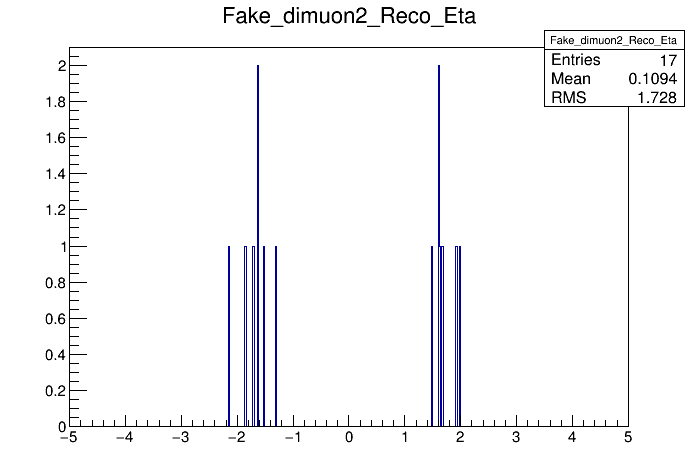 Fake_dimuon2_Reco_Eta
Fake_dimuon2_Reco_Eta
Entries 17
Mean 0.1094
RMS 1.728
2
1.8
1.6
1.4
1.2
1
0.8
0.6
0.4
0.2
0
−5 −4 −3 −2 −1 0 1 2 3 4 5